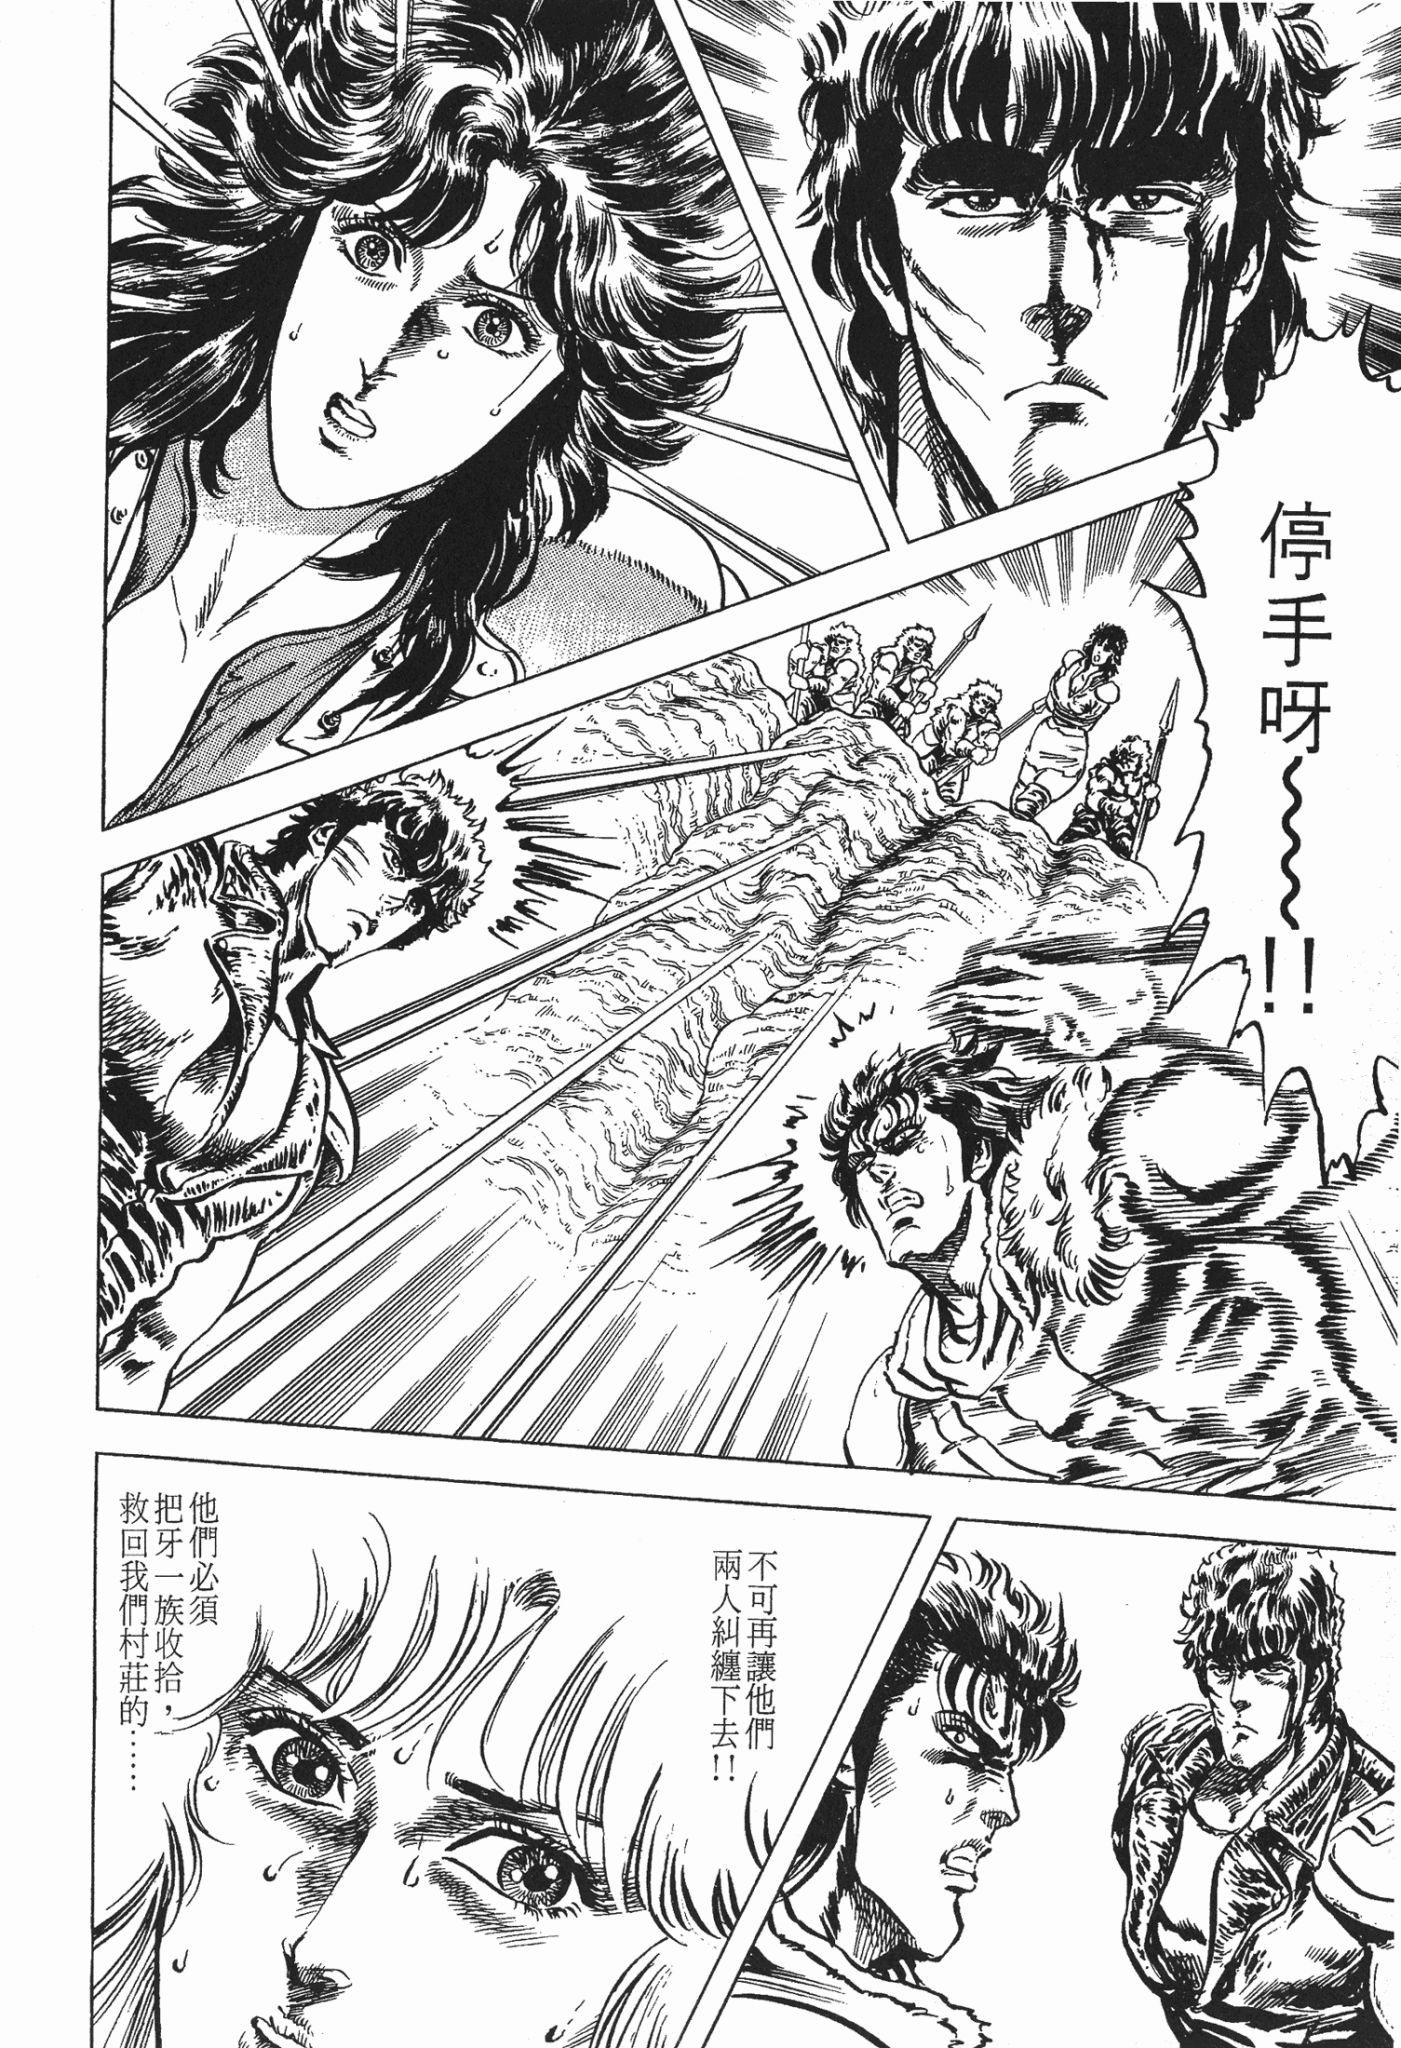 停手呀～～!!
不可再讓他們
兩人糾纏下去!!
他們必須
把牙一族收拾，
救回我們村莊的……